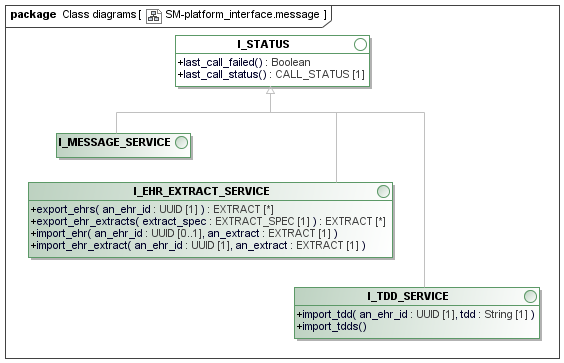 package Class diagrams [ SM-platform_interface.message ]
I_STATUS
+last_call_failed() : Boolean
+last_call_status() : CALL_STATUS [1]
I_MESSAGE_SERVICE
I_EHR_EXTRACT_SERVICE
+export_ehrs( an_ehr_id : UUID [1] ) : EXTRACT [*]
+export_ehr_extracts( extract_spec : EXTRACT_SPEC [1] ) : EXTRACT [*]
+import_ehr( an_ehr_id : UUID [0..1], an_extract : EXTRACT [1] )
+import_ehr_extract( an_ehr_id : UUID [1], an_extract : EXTRACT [1] )
I_TDD_SERVICE
+import_tdd( an_ehr_id : UUID [1], tdd : String [1] )
+import_tdds()